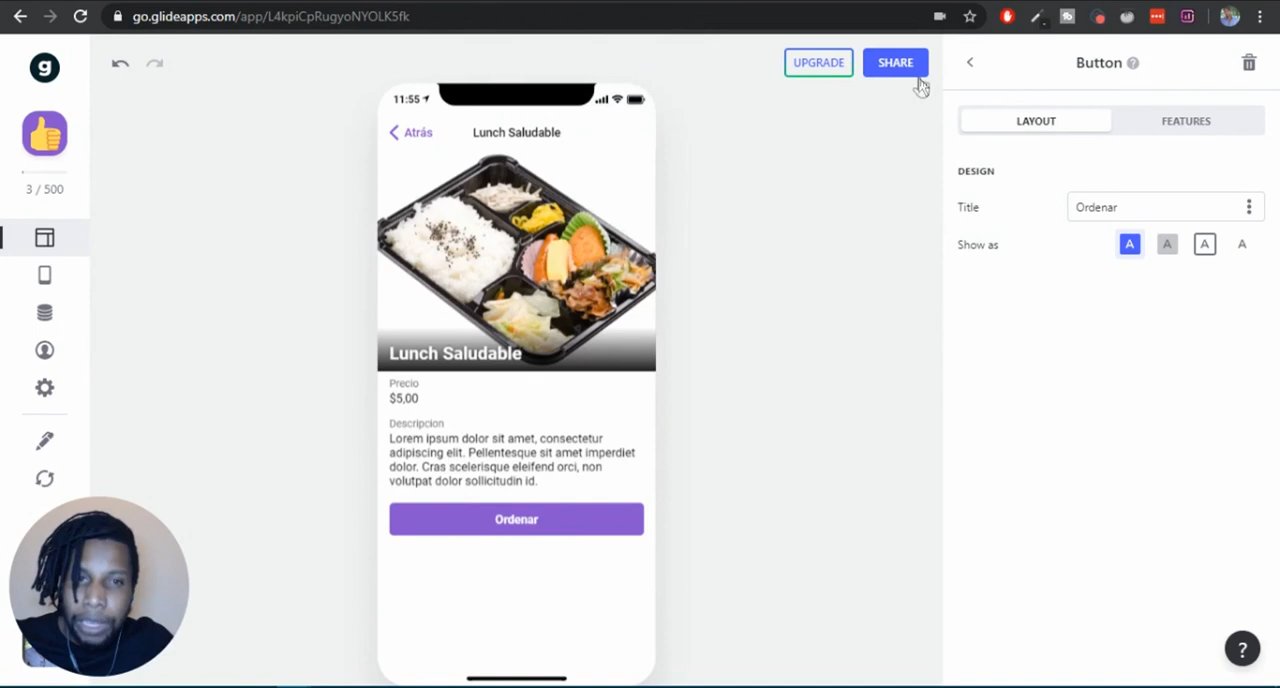 go.glideapps.com/app/L4kpiCpRugyoNYOLK5fk
g
3 / 500
UPGRADE
SHARE
11:55
Atrás
Lunch Saludable
Lunch Saludable
Precio
$5,00
Descripcion
Lorem ipsum dolor sit amet, consectetur
adipiscing elit. Pellentesque sit amet imperdiet
dolor. Cras scelerisque eleifend orci, non
volutpat dolor sollicitudin id.
Ordenar
Button ?
LAYOUT
FEATURES
DESIGN
Title
Ordenar
Show as
A A A A
?